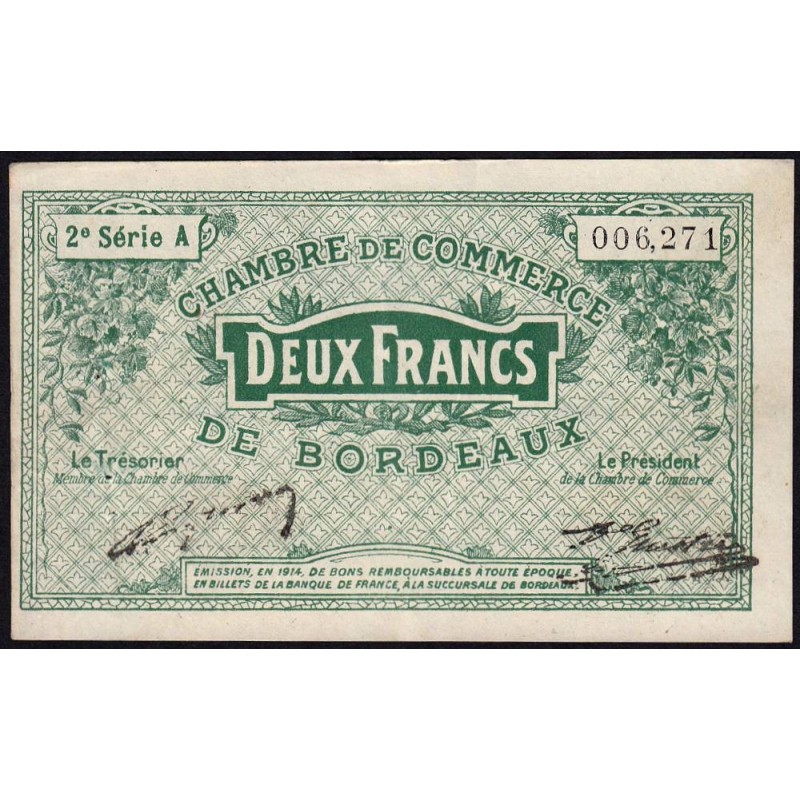 2e Série A
006,271
CHAMBRE DE COMMERCE
DEUX FRANCS
DE BORDEAUX
Le Trésorier
Membre de la Chambre de Commerce
Le Président
de la Chambre de Commerce
EMISSION, EN 1914, DE BONS REMBOURSABLES À TOUTE ÉPOQUE,
EN BILLETS DE LA BANQUE DE FRANCE, À LA SUCCURSALE DE BORDEAUX.